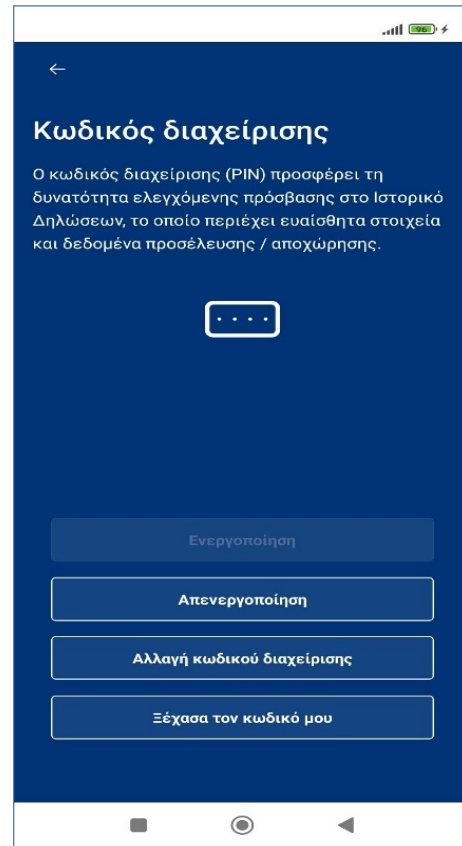 96
Κωδικός διαχείρισης
Ο κωδικός διαχείρισης (PIN) προσφέρει τη
δυνατότητα ελεγχόμενης πρόσβασης στο Ιστορικό
Δηλώσεων, το οποίο περιέχει ευαίσθητα στοιχεία
και δεδομένα προσέλευσης / αποχώρησης.
Ενεργοποίηση
Απενεργοποίηση
Αλλαγή κωδικού διαχείρισης
Ξέχασα τον κωδικό μου